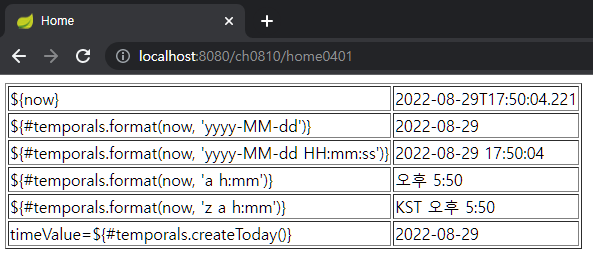 Home
localhost:8080/ch0810/home0401
${now} 2022-08-29T17:50:04.221
${#temporals.format(now, 'yyyy-MM-dd')} 2022-08-29
${#temporals.format(now, 'yyyy-MM-dd HH:mm:ss')} 2022-08-29 17:50:04
${#temporals.format(now, 'a h:mm')} 오후 5:50
${#temporals.format(now, 'z a h:mm')} KST 오후 5:50
timeValue=${#temporals.createToday()} 2022-08-29